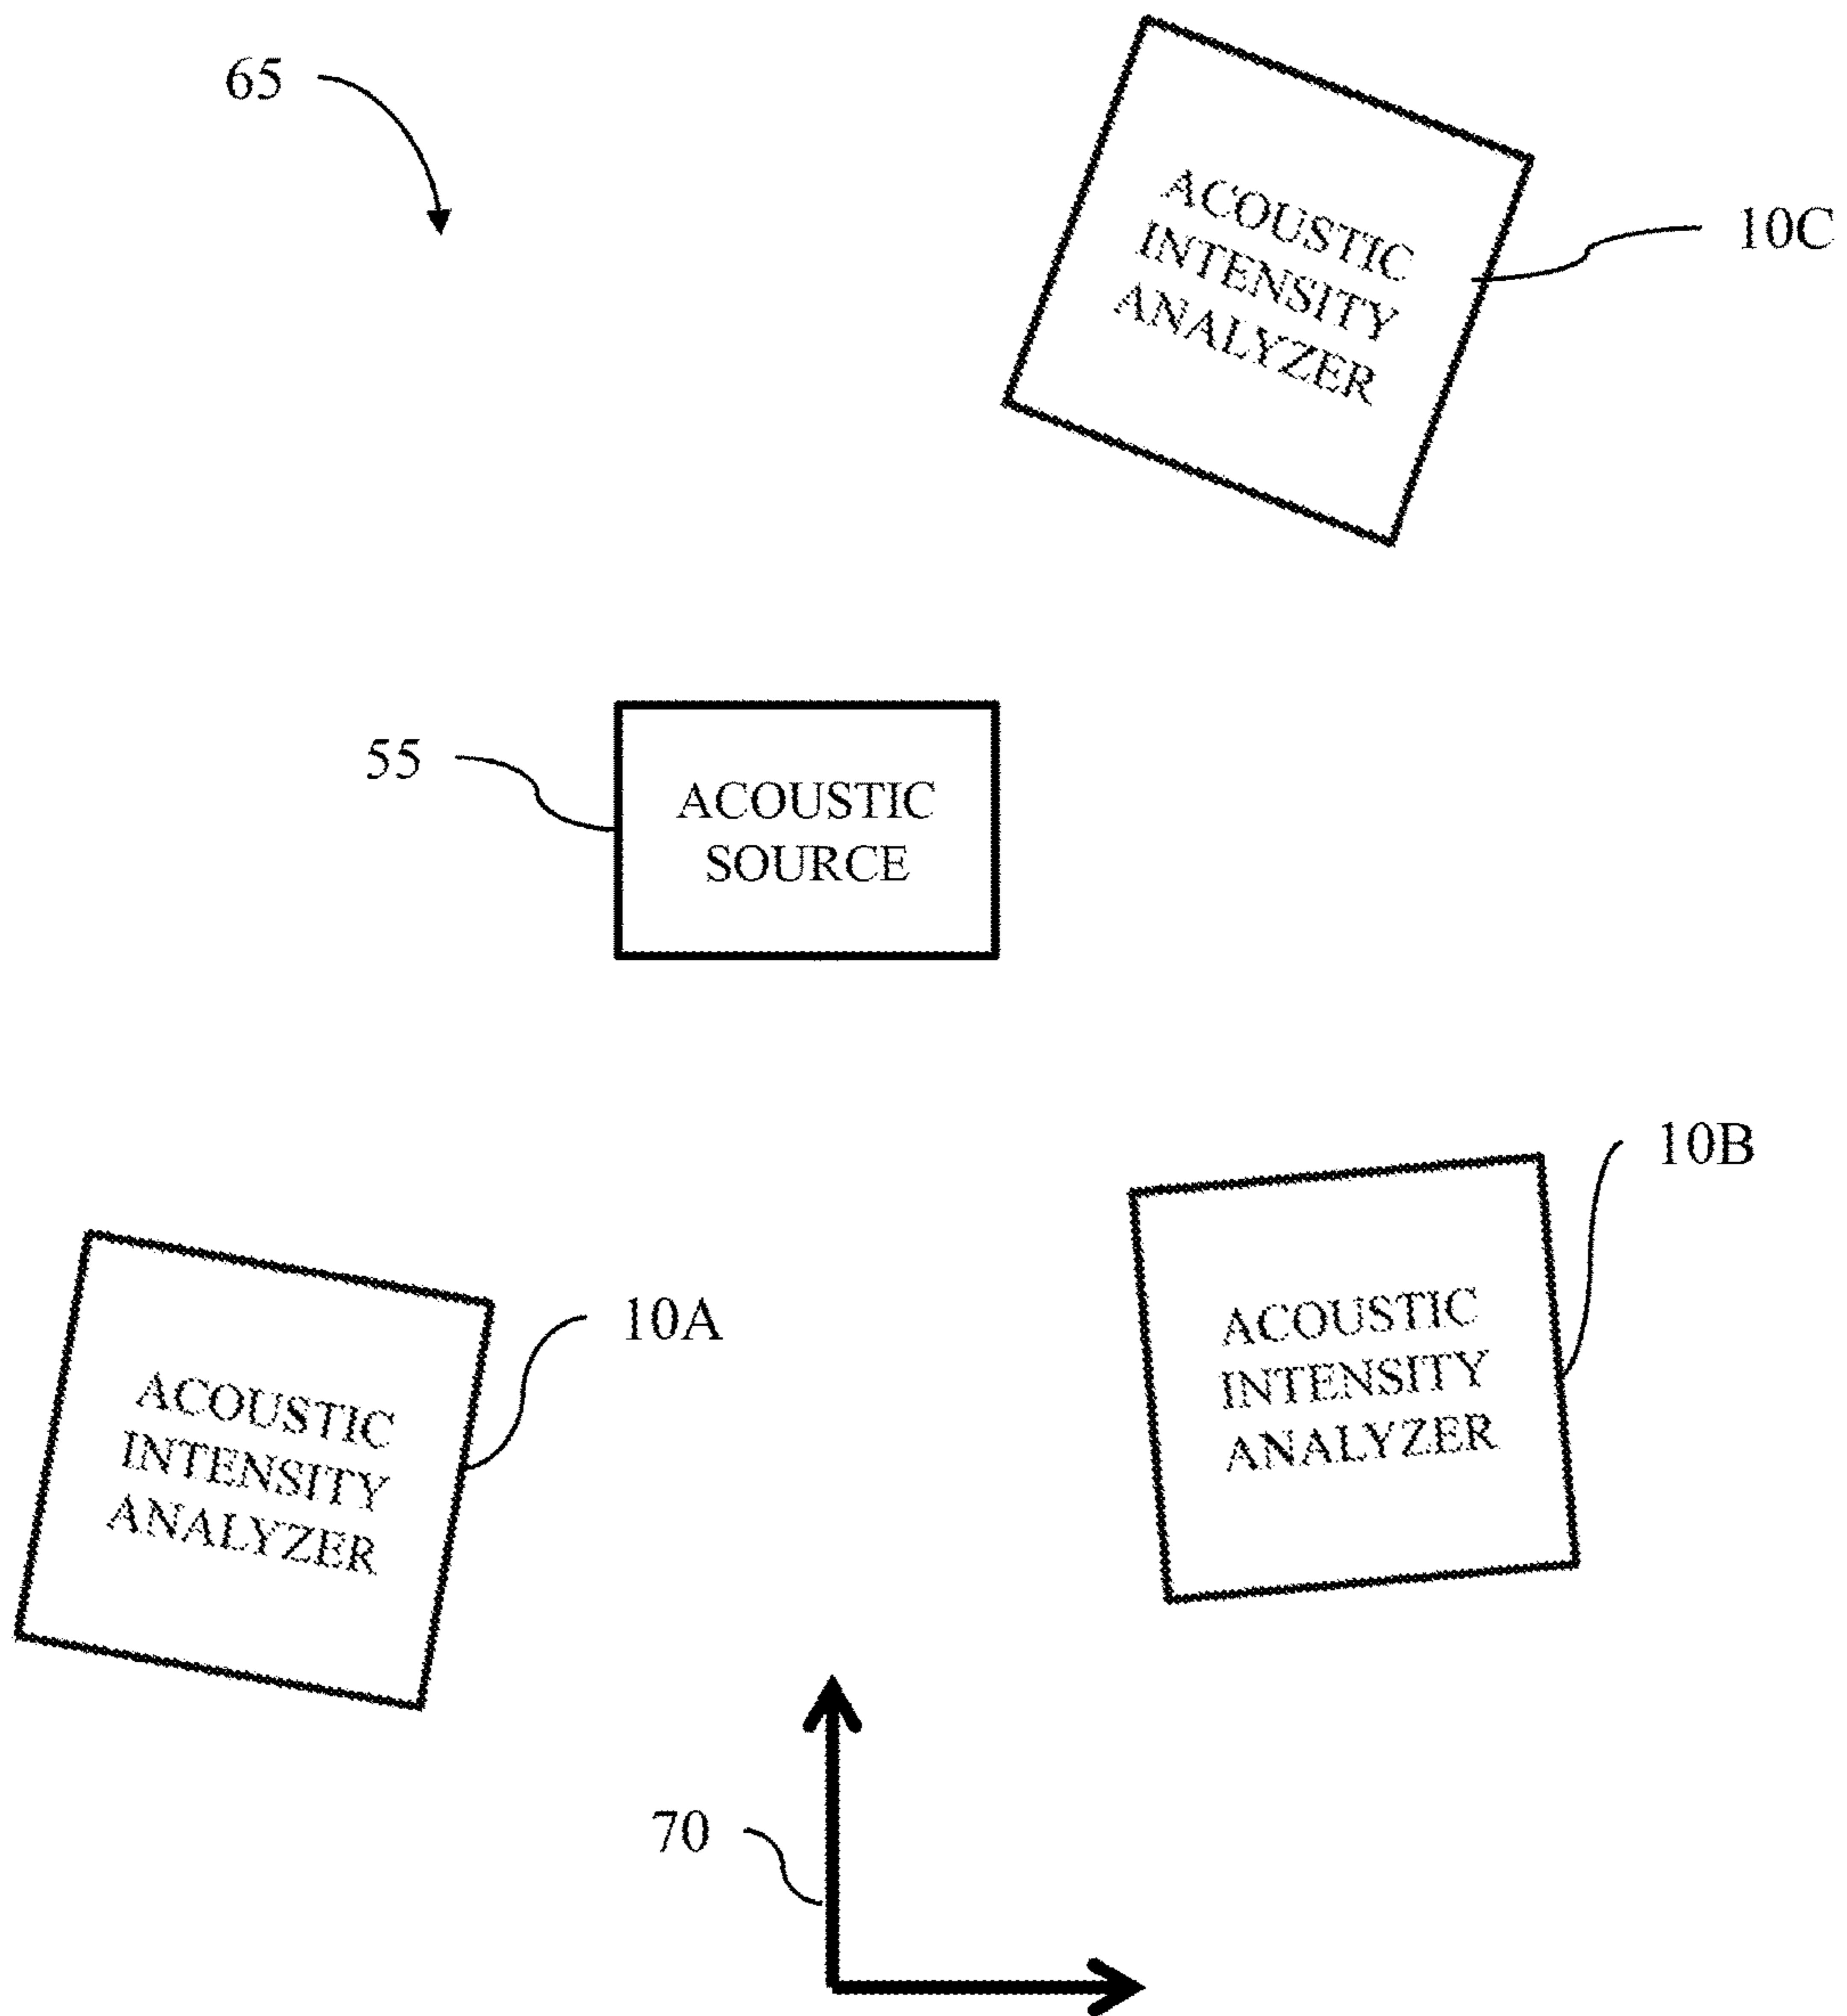 65
ACOUSTIC
INTENSITY
ANALYZER
10C
55
ACOUSTIC
SOURCE
10B
10A
ACOUSTIC
INTENSITY
ANALYZER
ACOUSTIC
INTENSITY
ANALYZER
70